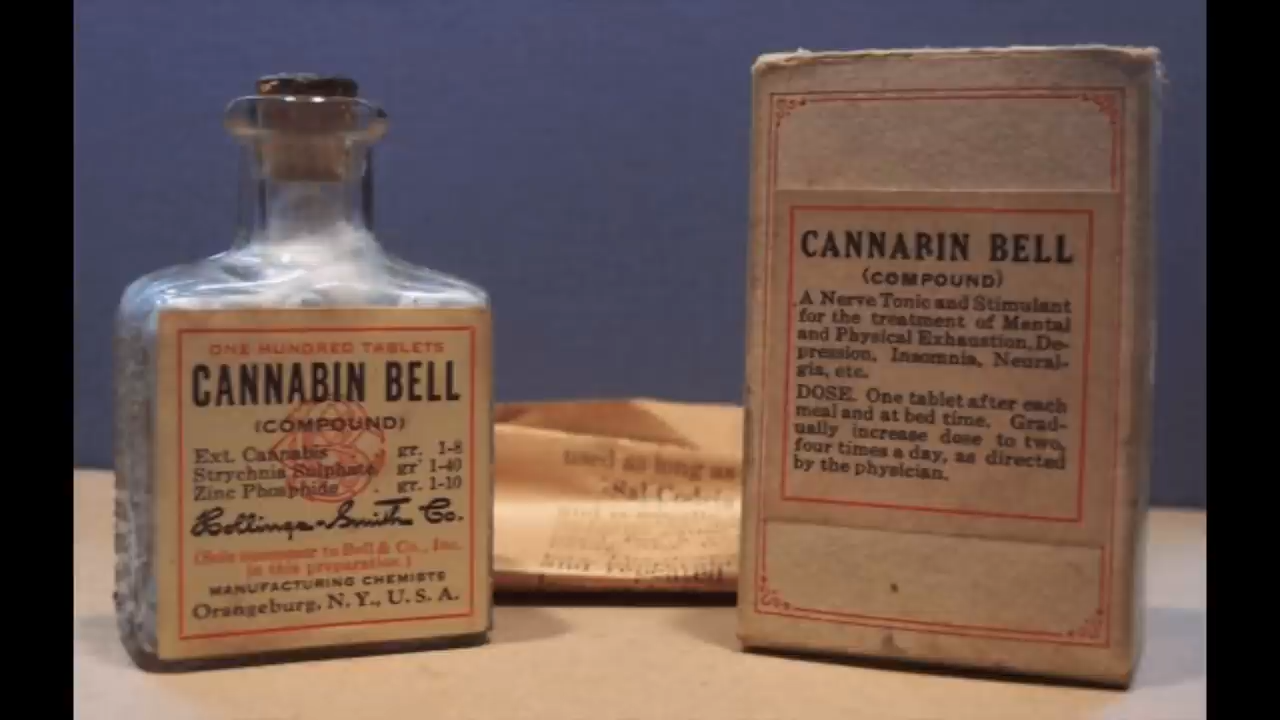 ONE HUNDRED TABLETS
CANNABIN BELL
(COMPOUND)
Ext. Cannabis gr. 1-8
Strychnia Sulphate gr. 1-40
Zinc Phosphide . gr. 1-10
Hollings-Smith Co.
(Sole successor to Bell & Co., Inc.
in this preparation.)
MANUFACTURING CHEMISTS
Orangeburg, N. Y., U. S. A.
used as long as
CANNABIN BELL
(COMPOUND)
A Nerve Tonic and Stimulant
for the treatment of Mental
and Physical Exhaustion, De-
pression, Insomnia, Neural-
gia, etc.
DOSE. One tablet after each
meal and at bed time. Grad-
ually increase dose to two,
four times a day, as directed
by the physician.